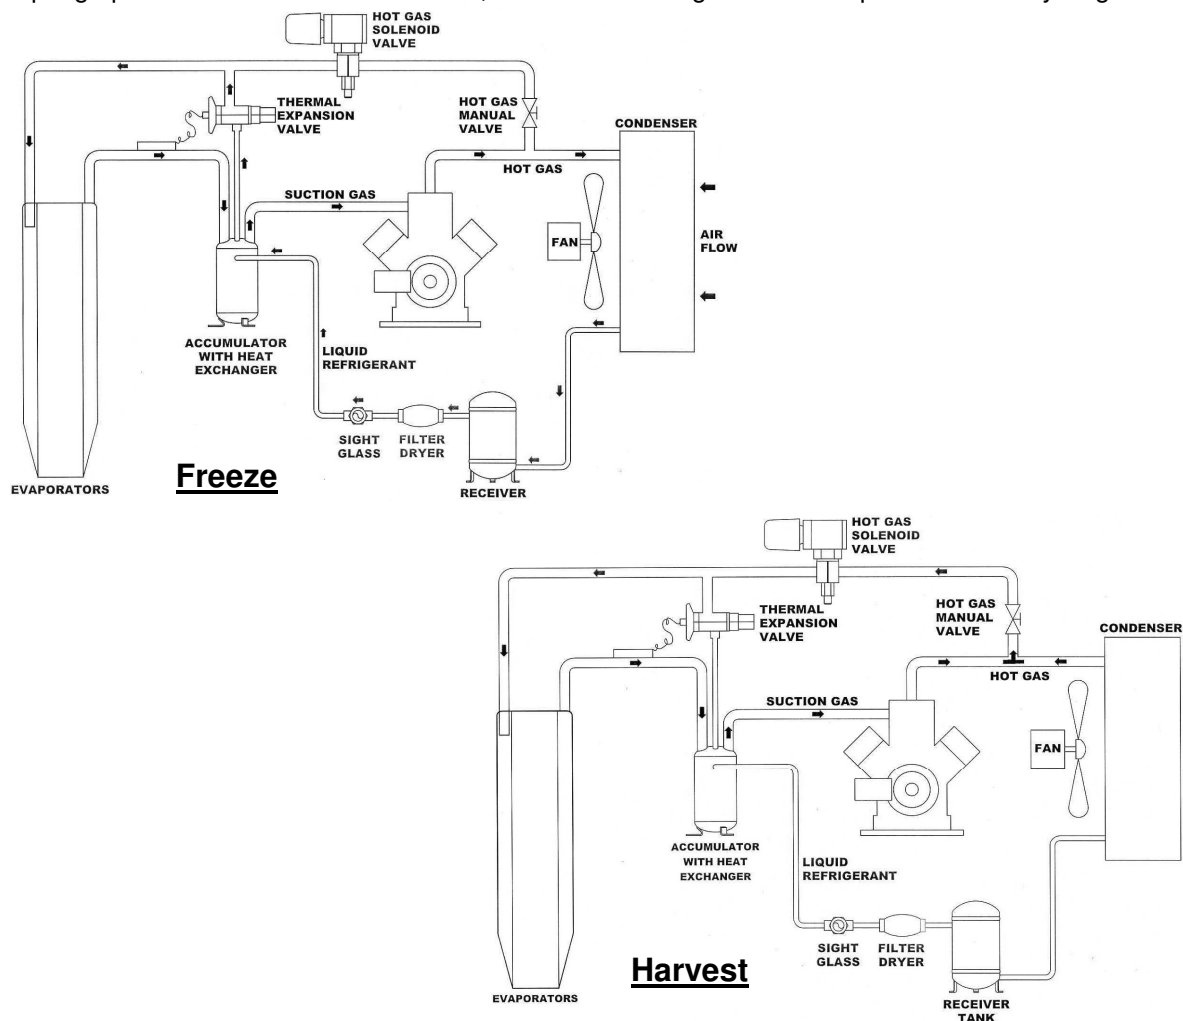 HOT GAS
SOLENOID
VALVE
THERMAL
EXPANSION
VALVE
HOT GAS
MANUAL
VALVE
CONDENSER
HOT GAS
SUCTION GAS
FAN
AIR
FLOW
ACCUMULATOR
WITH HEAT
EXCHANGER
LIQUID
REFRIGERANT
SIGHT
GLASS
FILTER
DRYER
Freeze
EVAPORATORS
RECEIVER
HOT GAS
SOLENOID
VALVE
THERMAL
EXPANSION
VALVE
HOT GAS
MANUAL
VALVE
CONDENSER
HOT GAS
SUCTION GAS
FAN
ACCUMULATOR
WITH HEAT
EXCHANGER
LIQUID
REFRIGERANT
SIGHT
GLASS
FILTER
DRYER
Harvest
EVAPORATORS
RECEIVER
TANK